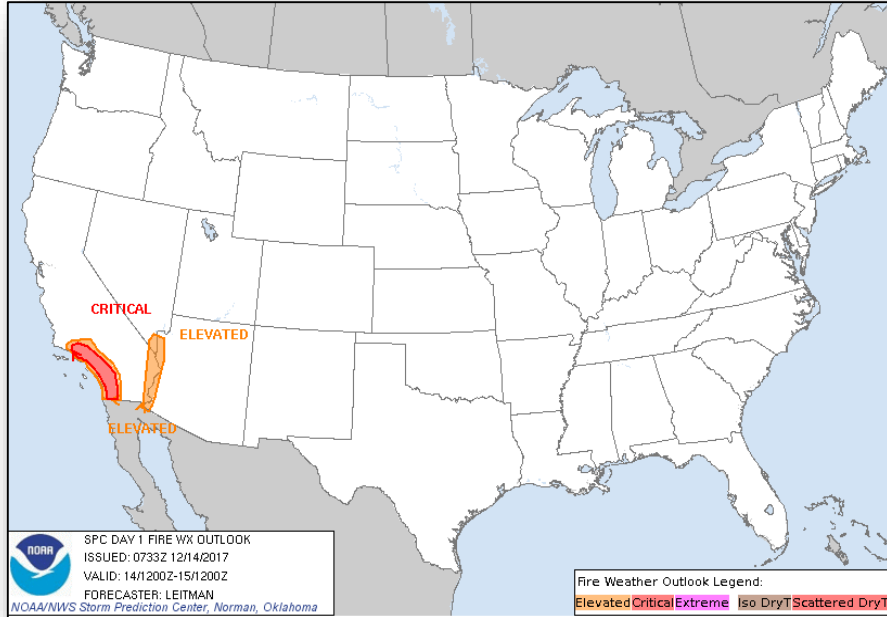 CRITICAL
ELEVATED
ELEVATED
SPC DAY 1 FIRE WX OUTLOOK
ISSUED: 0733Z 12/14/2017
VALID: 14/1200Z-15/1200Z
FORECASTER: LEITMAN
NOAA
NOAA/NWS Storm Prediction Center, Norman, Oklahoma
Fire Weather Outlook Legend:
Elevated Critical Extreme Iso DryT Scattered DryT